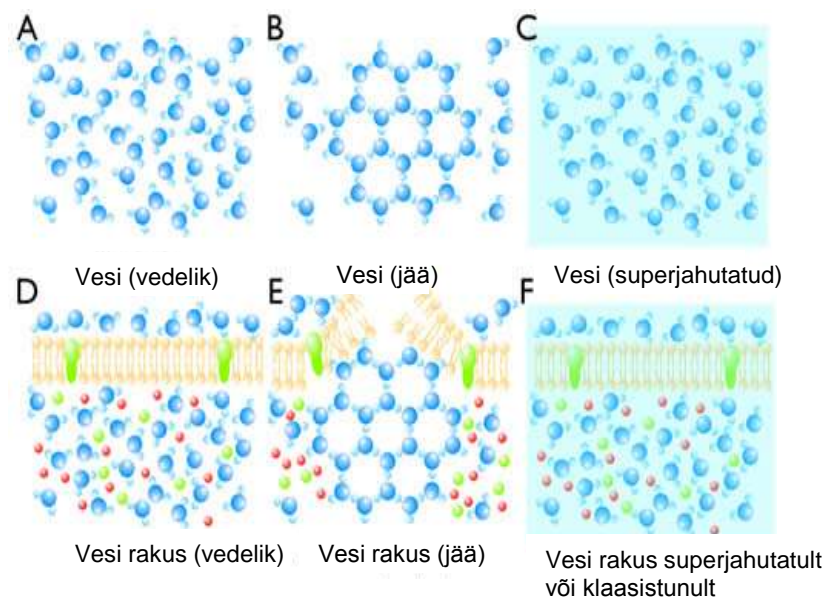 A B C
Vesi (vedelik) Vesi (jää) Vesi (superjahutatud)
D E F
Vesi rakus (vedelik) Vesi rakus (jää) Vesi rakus superjahutatult
või klaasistunult